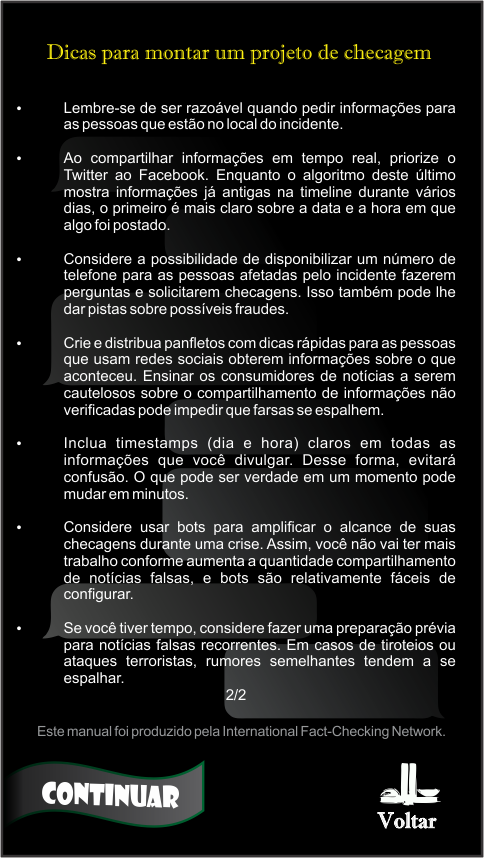 Dicas para montar um projeto de checagem
• Lembre-se de ser razoável quando pedir informações para
as pessoas que estão no local do incidente.
• Ao compartilhar informações em tempo real, priorize o
Twitter ao Facebook. Enquanto o algoritmo deste último
mostra informações já antigas na timeline durante vários
dias, o primeiro é mais claro sobre a data e a hora em que
algo foi postado.
• Considere a possibilidade de disponibilizar um número de
telefone para as pessoas afetadas pelo incidente fazerem
perguntas e solicitarem checagens. Isso também pode lhe
dar pistas sobre possíveis fraudes.
• Crie e distribua panfletos com dicas rápidas para as pessoas
que usam redes sociais obterem informações sobre o que
aconteceu. Ensinar os consumidores de notícias a serem
cautelosos sobre o compartilhamento de informações não
verificadas pode impedir que farsas se espalhem.
• Inclua timestamps (dia e hora) claros em todas as
informações que você divulgar. Desse forma, evitará
confusão. O que pode ser verdade em um momento pode
mudar em minutos.
• Considere usar bots para amplificar o alcance de suas
checagens durante uma crise. Assim, você não vai ter mais
trabalho conforme aumenta a quantidade compartilhamento
de notícias falsas, e bots são relativamente fáceis de
configurar.
• Se você tiver tempo, considere fazer uma preparação prévia
para notícias falsas recorrentes. Em casos de tiroteios ou
ataques terroristas, rumores semelhantes tendem a se
espalhar.
2/2
Este manual foi produzido pela International Fact-Checking Network.
CONTINUAR
Voltar